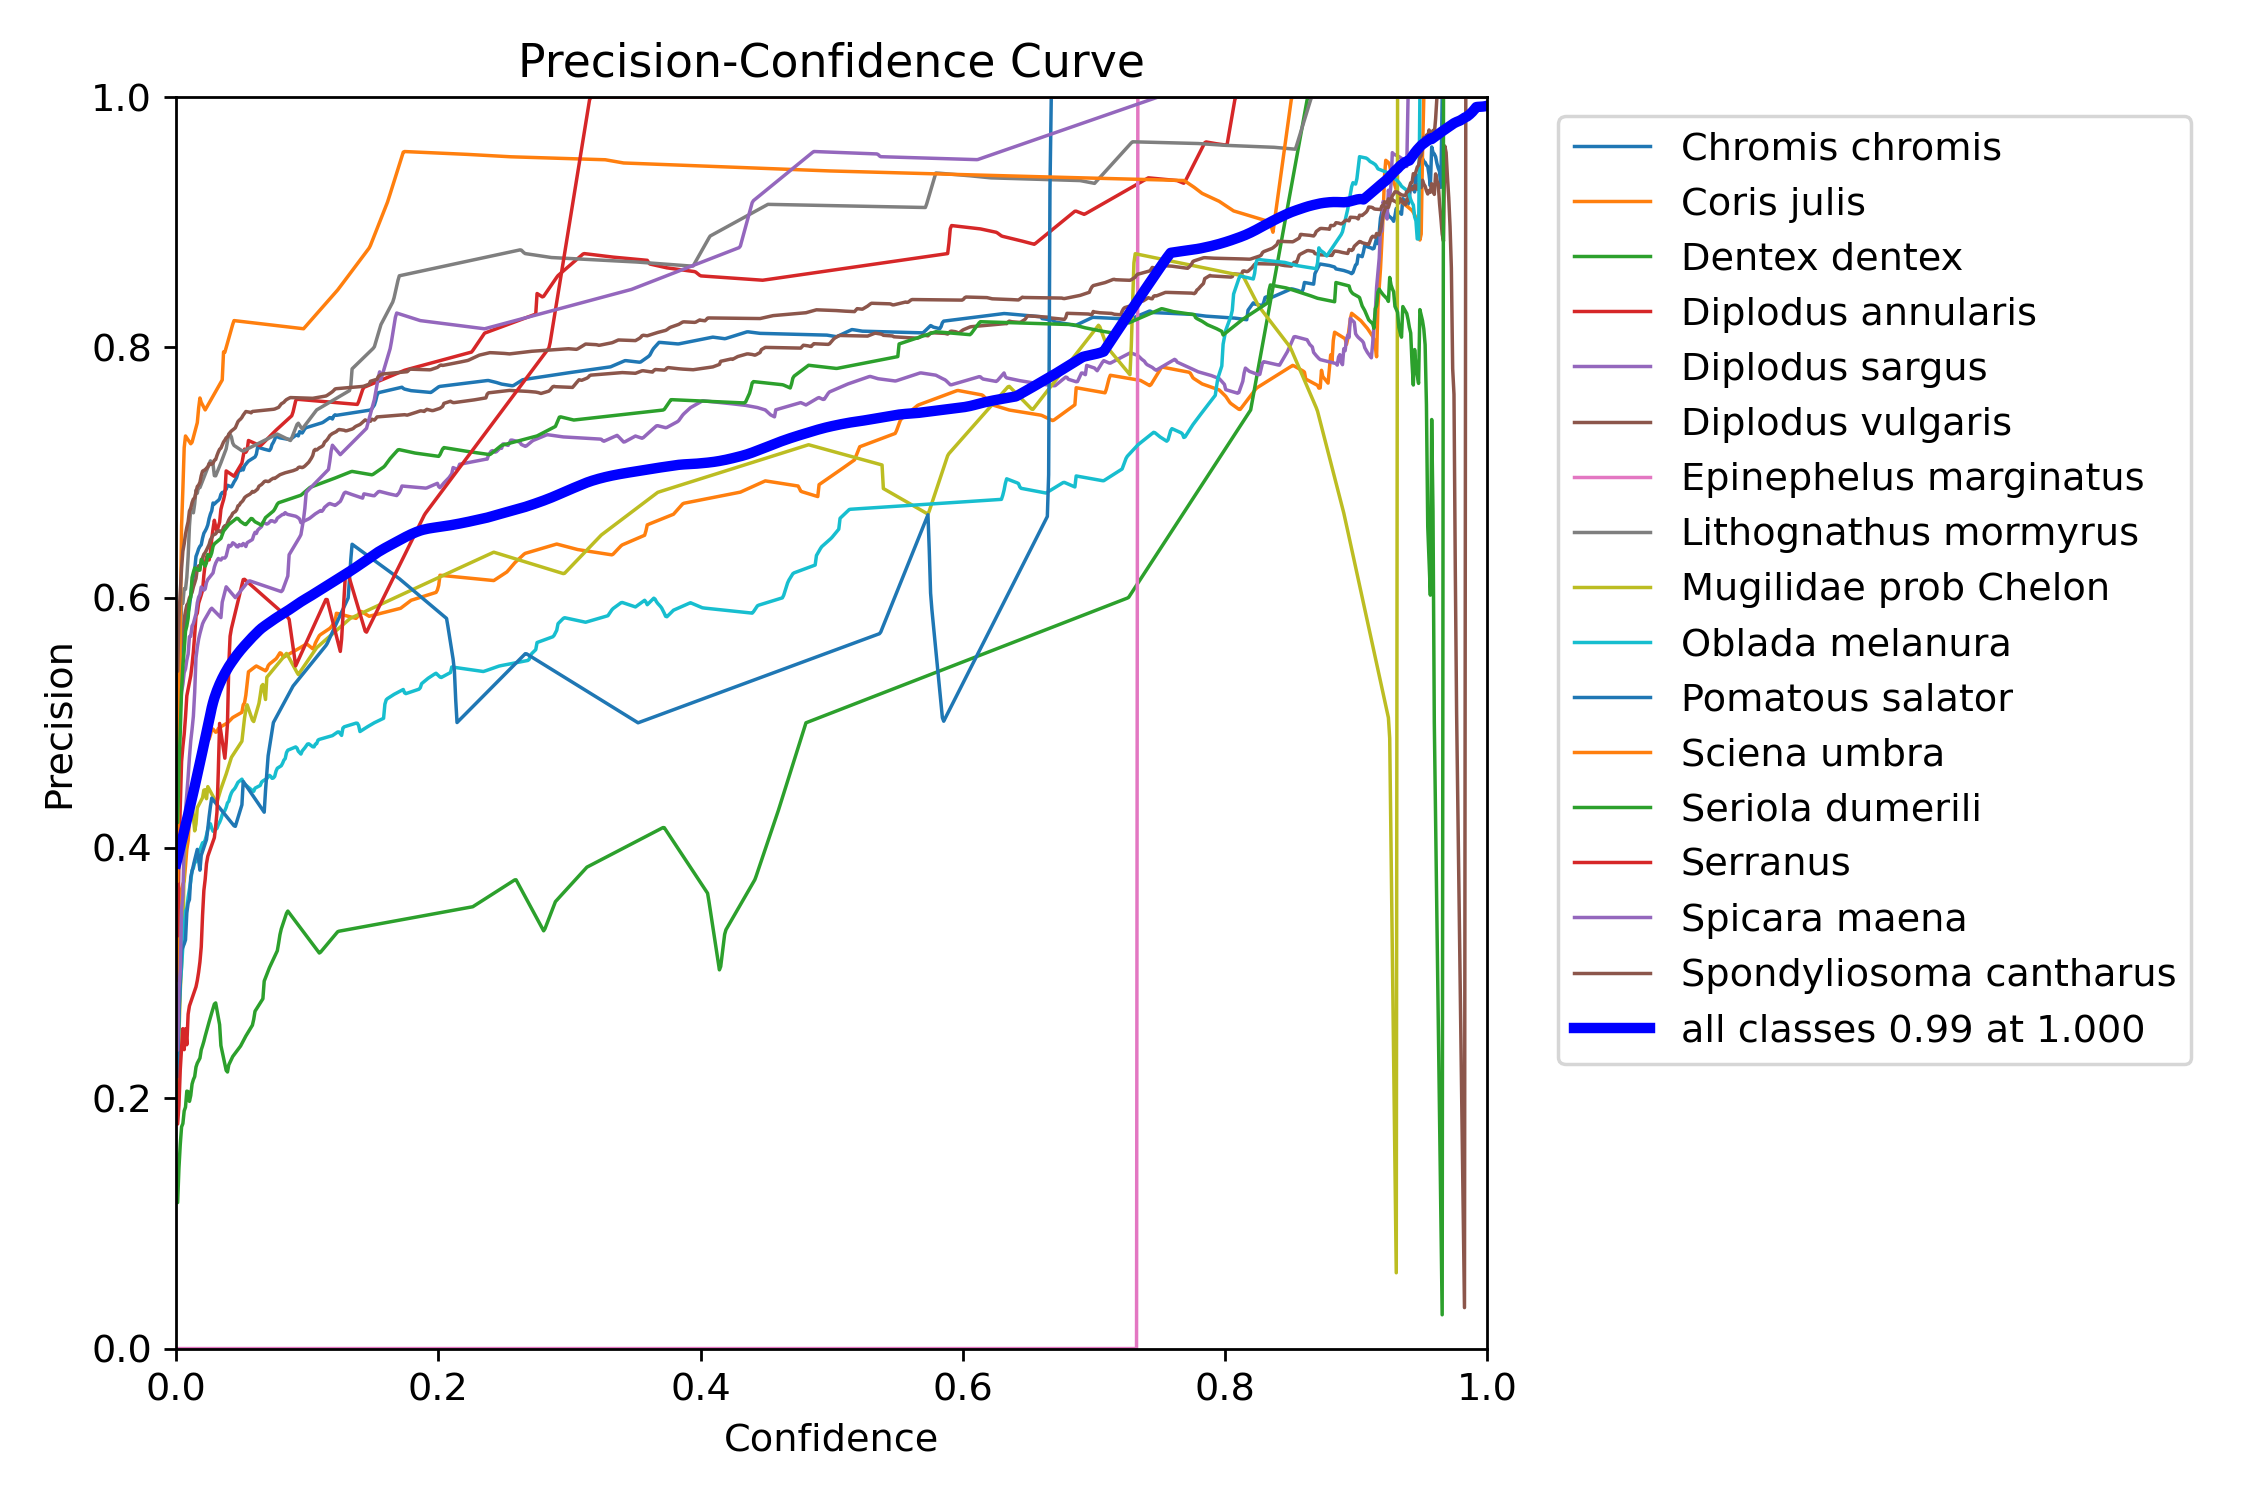 Precision-Confidence Curve
1.0
0.8
0.6
0.4
0.2
0.0
Precision
0.0 0.2 0.4 0.6 0.8 1.0
Confidence
Chromis chromis
Coris julis
Dentex dentex
Diplodus annularis
Diplodus sargus
Diplodus vulgaris
Epinephelus marginatus
Lithognathus mormyrus
Mugilidae prob Chelon
Oblada melanura
Pomatous salator
Sciena umbra
Seriola dumerili
Serranus
Spicara maena
Spondyliosoma cantharus
all classes 0.99 at 1.000